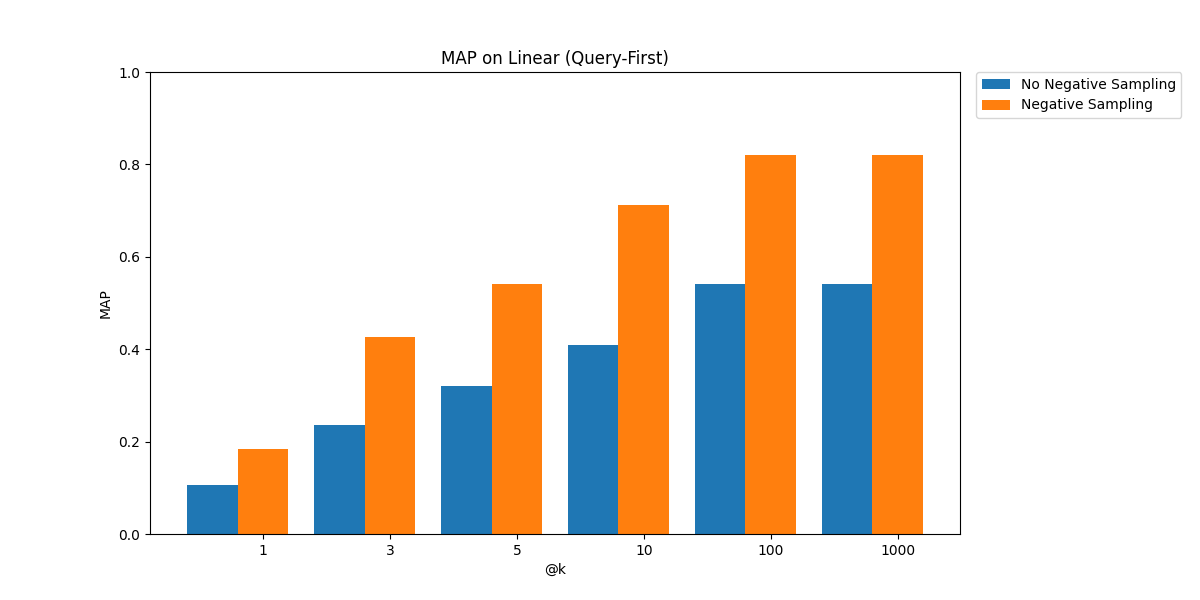 MAP on Linear (Query-First)
No Negative Sampling
Negative Sampling
MAP
1.0
0.8
0.6
0.4
0.2
0.0
1 3 5 10 100 1000
@k